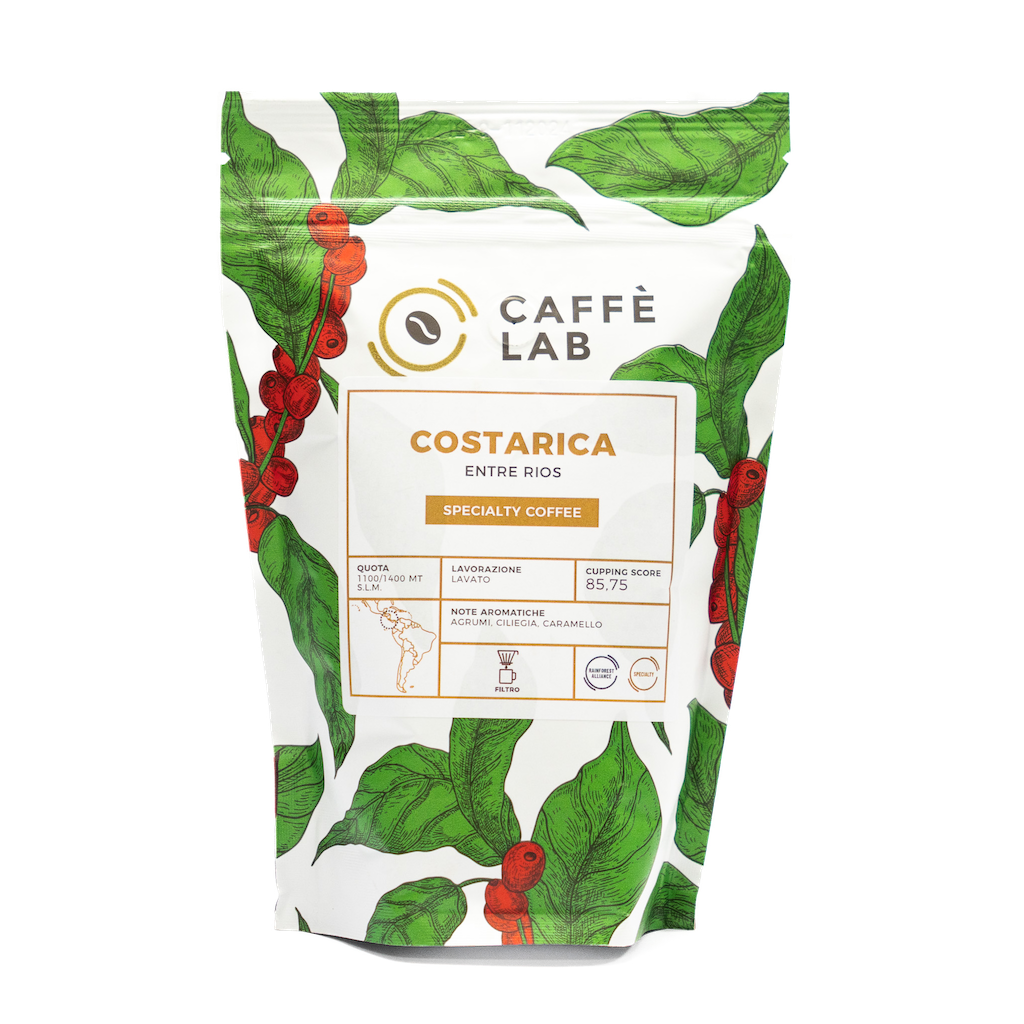 CAFFÈ
LAB
COSTARICA
ENTRE RIOS
SPECIALTY COFFEE
QUOTA
1100/1400 MT
S.L.M.
LAVORAZIONE
LAVATO
CUPPING SCORE
85,75
NOTE AROMATICHE
AGRUMI, CILIEGIA, CARAMELLO
FILTRO
RAINFOREST
ALLIANCE
SPECIALTY